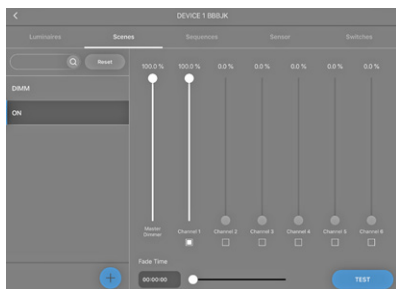 DEVICE 1 BB8JK
Luminaires Scenes Sequences Sensor Switches
Reset
100.0 % 100.0 % 0.0 % 0.0 % 0.0 % 0.0 % 0.0 %
DIMM
ON
Master Dimmer Channel 1 Channel 2 Channel 3 Channel 4 Channel 5 Channel 6
Fade Time
00:00:00
TEST